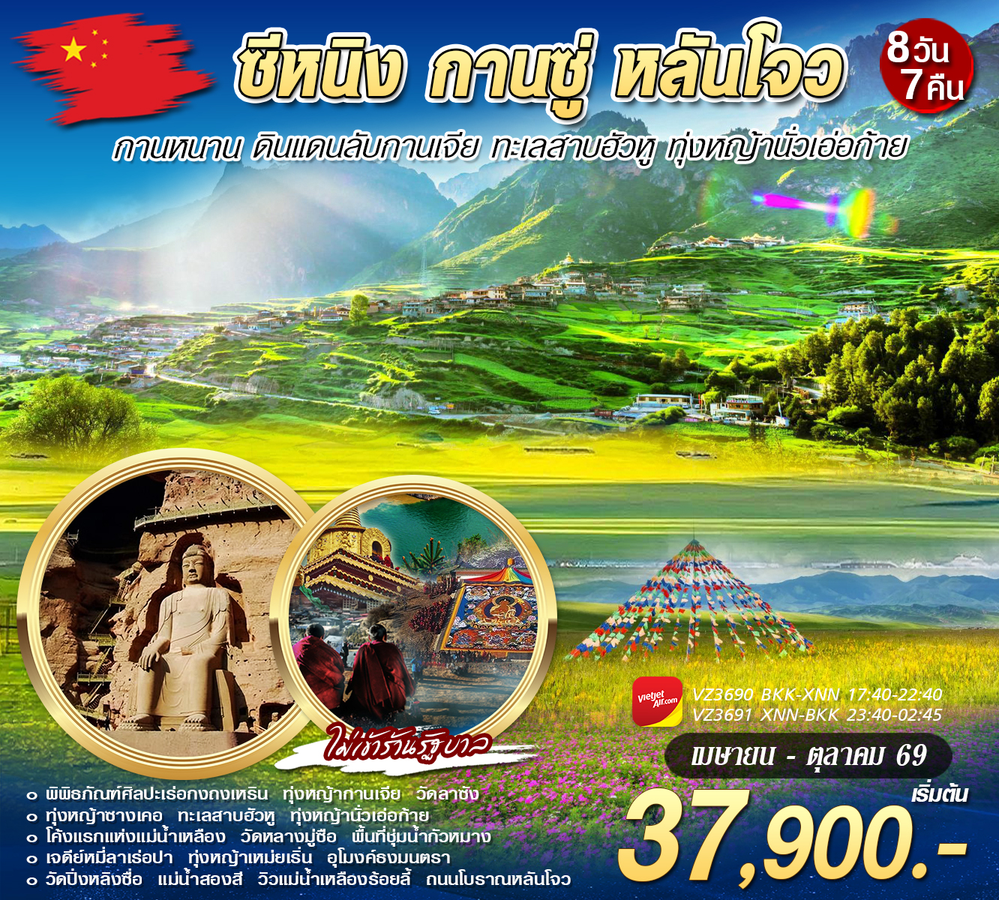 ซีหนิง กานซู่ หลันโจว
8 วัน
7 คืน
กานหนาน ดินแดนลับกานเจีย ทะเลสาบฮัวหู ทุ่งหญ้านั่วเอ่อก้าย
vietjet Air.com
VZ3690 BKK-XNN 17:40-22:40
VZ3691 XNN-BKK 23:40-02:45
ไม่เข้าร้านรัฐบาล
เมษายน - ตุลาคม 69
เริ่มต้น
37,900.-
o พิพิธภัณฑ์ศิลปะเร่อกงถงเหริน ทุ่งหญ้ากานเจีย วัดลาซัง
o ทุ่งหญ้าซางเคอ ทะเลสาบฮัวหู ทุ่งหญ้านั่วเอ่อก้าย
o โค้งแรกแห่งแม่น้ำเหลือง วัดหลางมู่ซือ พื้นที่ชุ่มน้ำกัวหมาง
o เจดีย์หมี่ลาเร่อปา ทุ่งหญ้าเหม่ยเริ่น อุโมงค์ธงมนตรา
o วัดปิ่งหลิงซื่อ แม่น้ำสองสี วิวแม่น้ำเหลืองร้อยลี้ ถนนโบราณหลันโจว